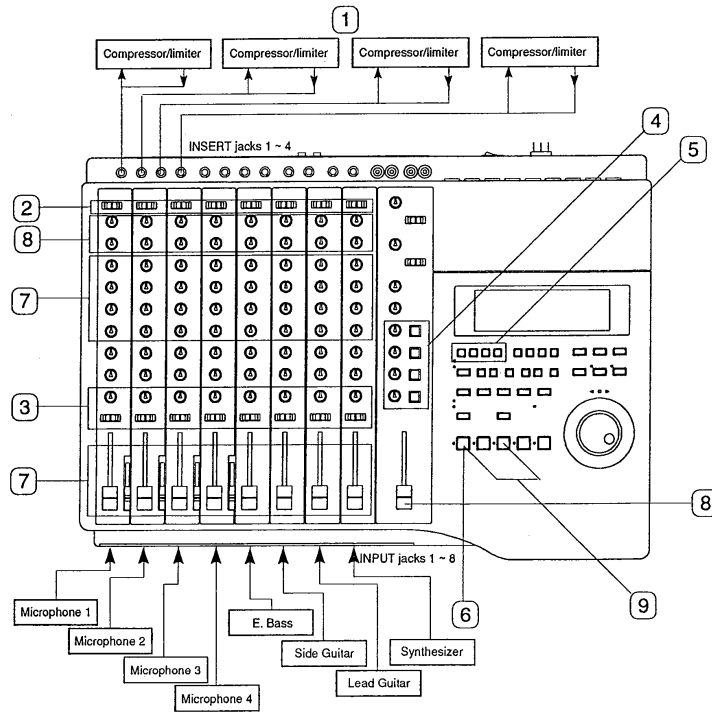 1
Compressor/limiter Compressor/limiter Compressor/limiter Compressor/limiter
INSERT jacks 1 ~ 4
4
5
2
8
7
3
7
8
INPUT jacks 1 ~ 8
6
9
Microphone 1
Microphone 2
Microphone 3
Microphone 4
E. Bass
Side Guitar
Lead Guitar
Synthesizer